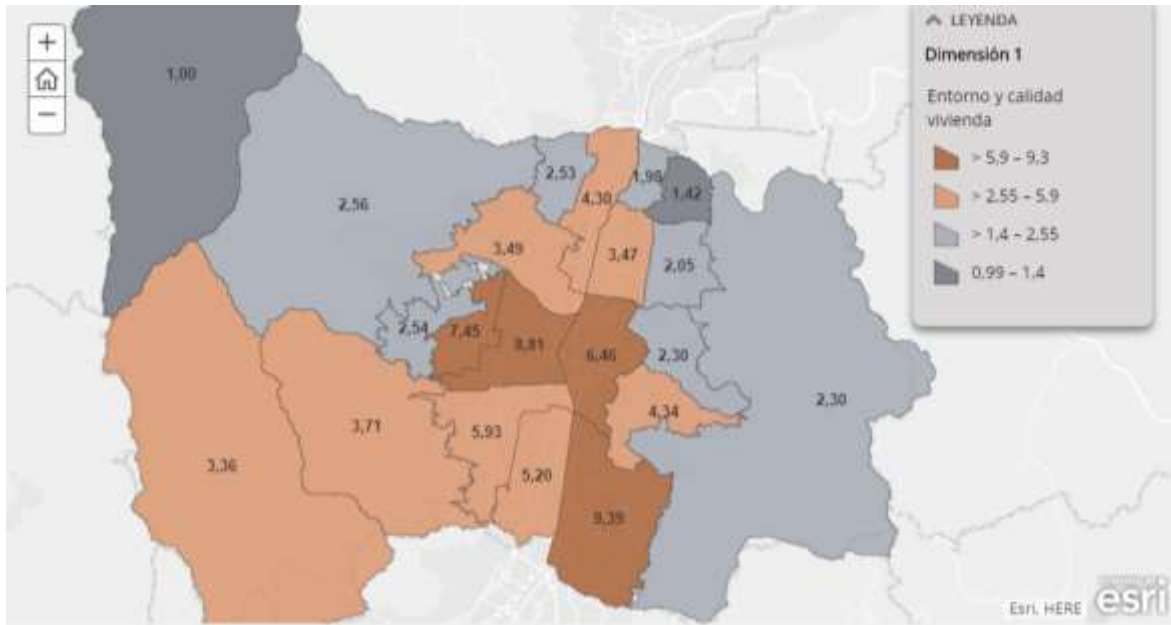 +
−
LEYENDA
Dimensión 1
Entorno y calidad
vivienda
> 5,9 – 9,3
> 2.55 – 5.9
> 1,4 – 2,55
0,99 – 1.4
1,00
2,53
4,30
1,98
1,42
2,56
3,49
3,47
2,05
2,54
7,45
8,81
6,46
2,30
2,30
4,34
3,71
5,93
3,36
5,20
9,39
Esri, HERE
esri